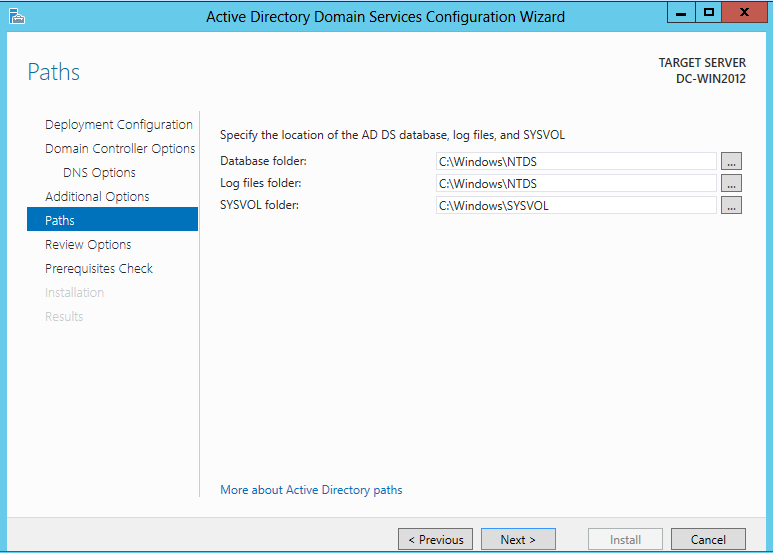 Active Directory Domain Services Configuration Wizard
Paths
TARGET SERVER
DC-WIN2012
Deployment Configuration
Domain Controller Options
DNS Options
Additional Options
Paths
Review Options
Prerequisites Check
Installation
Results
Specify the location of the AD DS database, log files, and SYSVOL
Database folder: C:\Windows\NTDS ...
Log files folder: C:\Windows\NTDS ...
SYSVOL folder: C:\Windows\SYSVOL ...
More about Active Directory paths
< Previous Next > Install Cancel